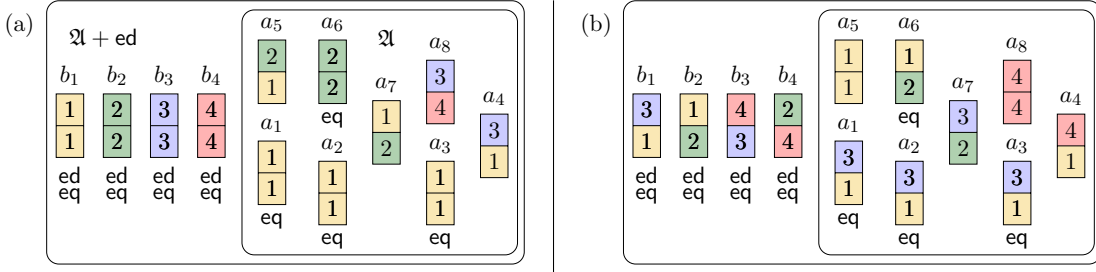 (a)
𝔄 + ed
b1 b2 b3 b4
1 2 3 4
1 2 3 4
ed ed ed ed
eq eq eq eq
a5 a6 𝔄 a8
2 2 3
1 2 4
eq
a7 a4
1 3
2 1
a1 a2 a3
1 1 1
1 1 1
eq eq eq
(b)
b1 b2 b3 b4
3 1 4 2
1 2 3 4
ed ed ed ed
eq eq eq eq
a5 a6 a8
1 1 4
1 2 4
eq
a7 a4
3 4
2 1
a1 a2 a3
3 3 3
1 1 1
eq eq eq